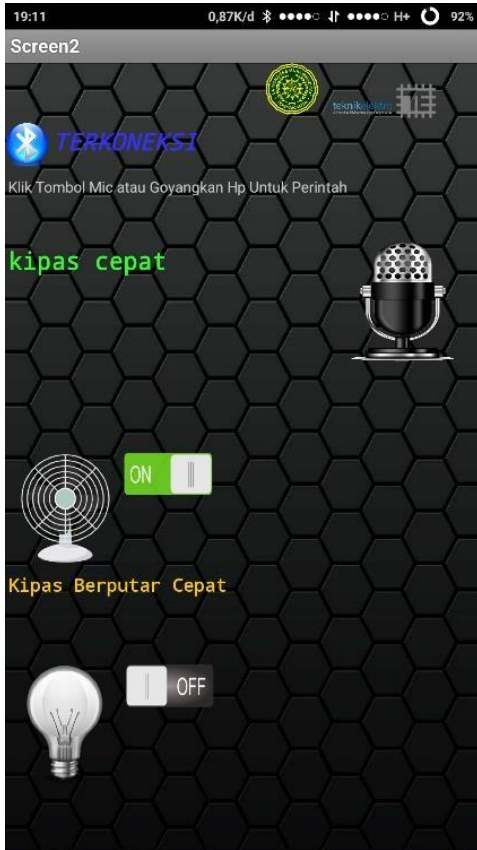 19:11 0,87K/d H+ 92%
Screen2
teknikelektro
TERKONEKSI
Klik Tombol Mic atau Goyangkan Hp Untuk Perintah
kipas cepat
ON
Kipas Berputar Cepat
OFF